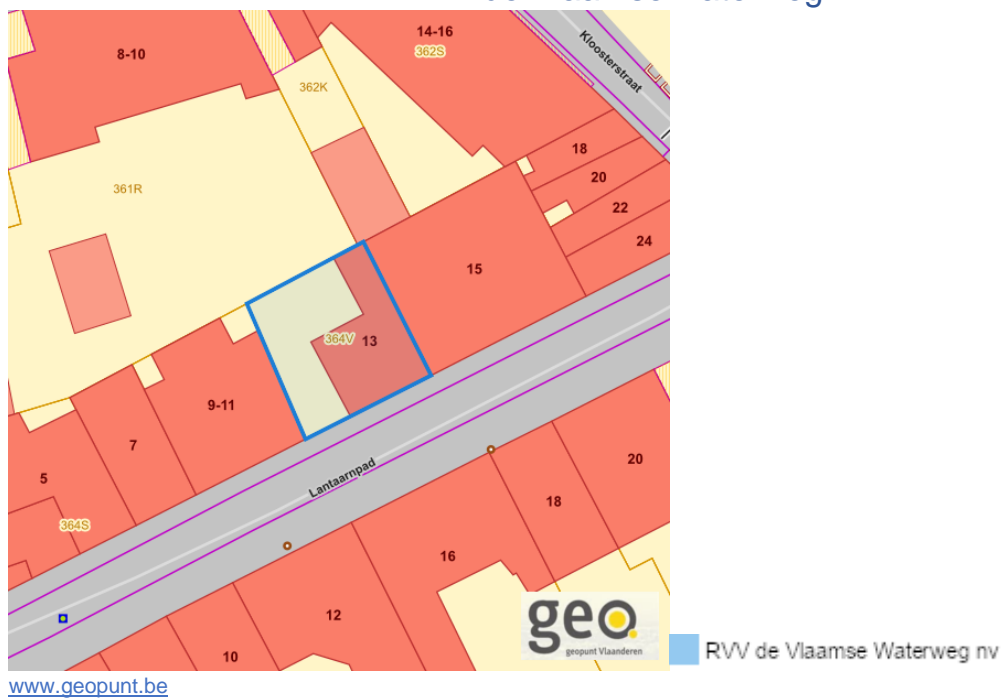 14-16
362S
8-10
Kloosterstraat
362K
18
20
361R
22
24
15
364V
13
9-11
7
5
Lantaarnpad
20
18
364S
16
12
10
geo.
geopunt Vlaanderen
RVV de Vlaamse Waterweg nv
www.geopunt.be